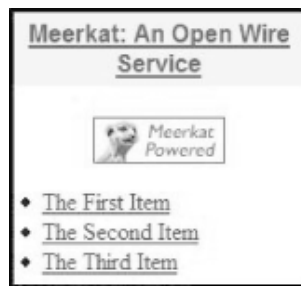 Meerkat: An Open Wire
Service
Meerkat
Powered
The First Item
The Second Item
The Third Item